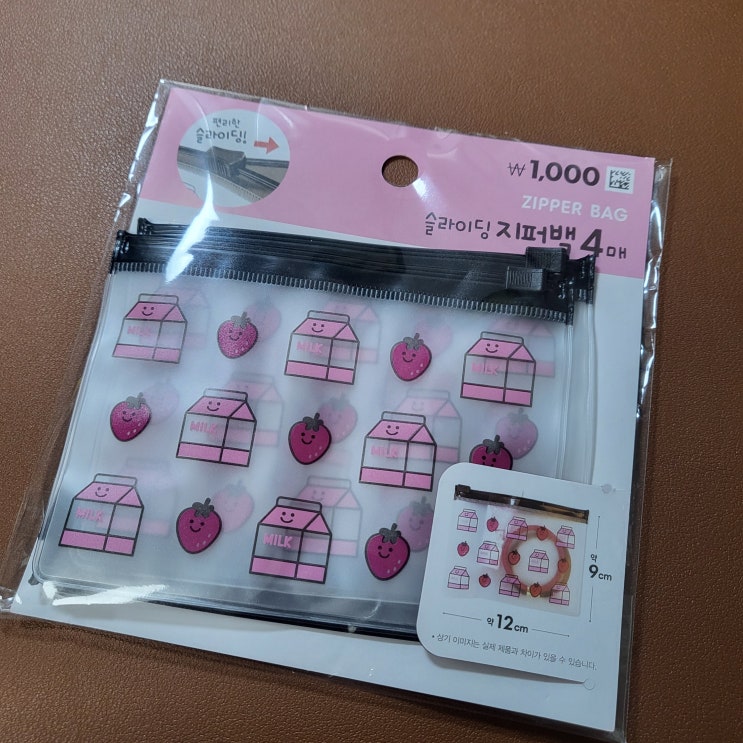 편리한
슬라이딩!
₩1,000
ZIPPER BAG
슬라이딩 지퍼백 4매
MILK
MILK
MILK
MILK
MILK
MILK
MILK
약
9cm
약 12cm
• 상기 이미지는 실제 제품과 차이가 있을 수 있습니다.